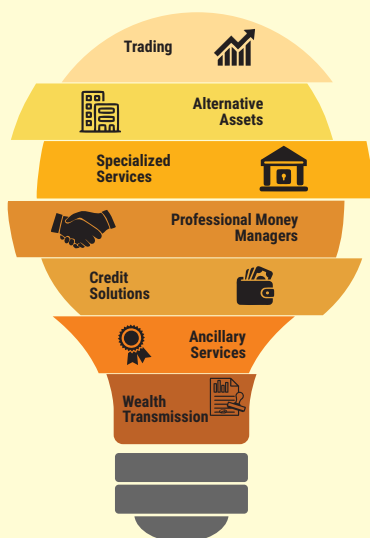 Trading
Alternative
Assets
Specialized
Services
Professional Money
Managers
Credit
Solutions
Ancillary
Services
Wealth
Transmission